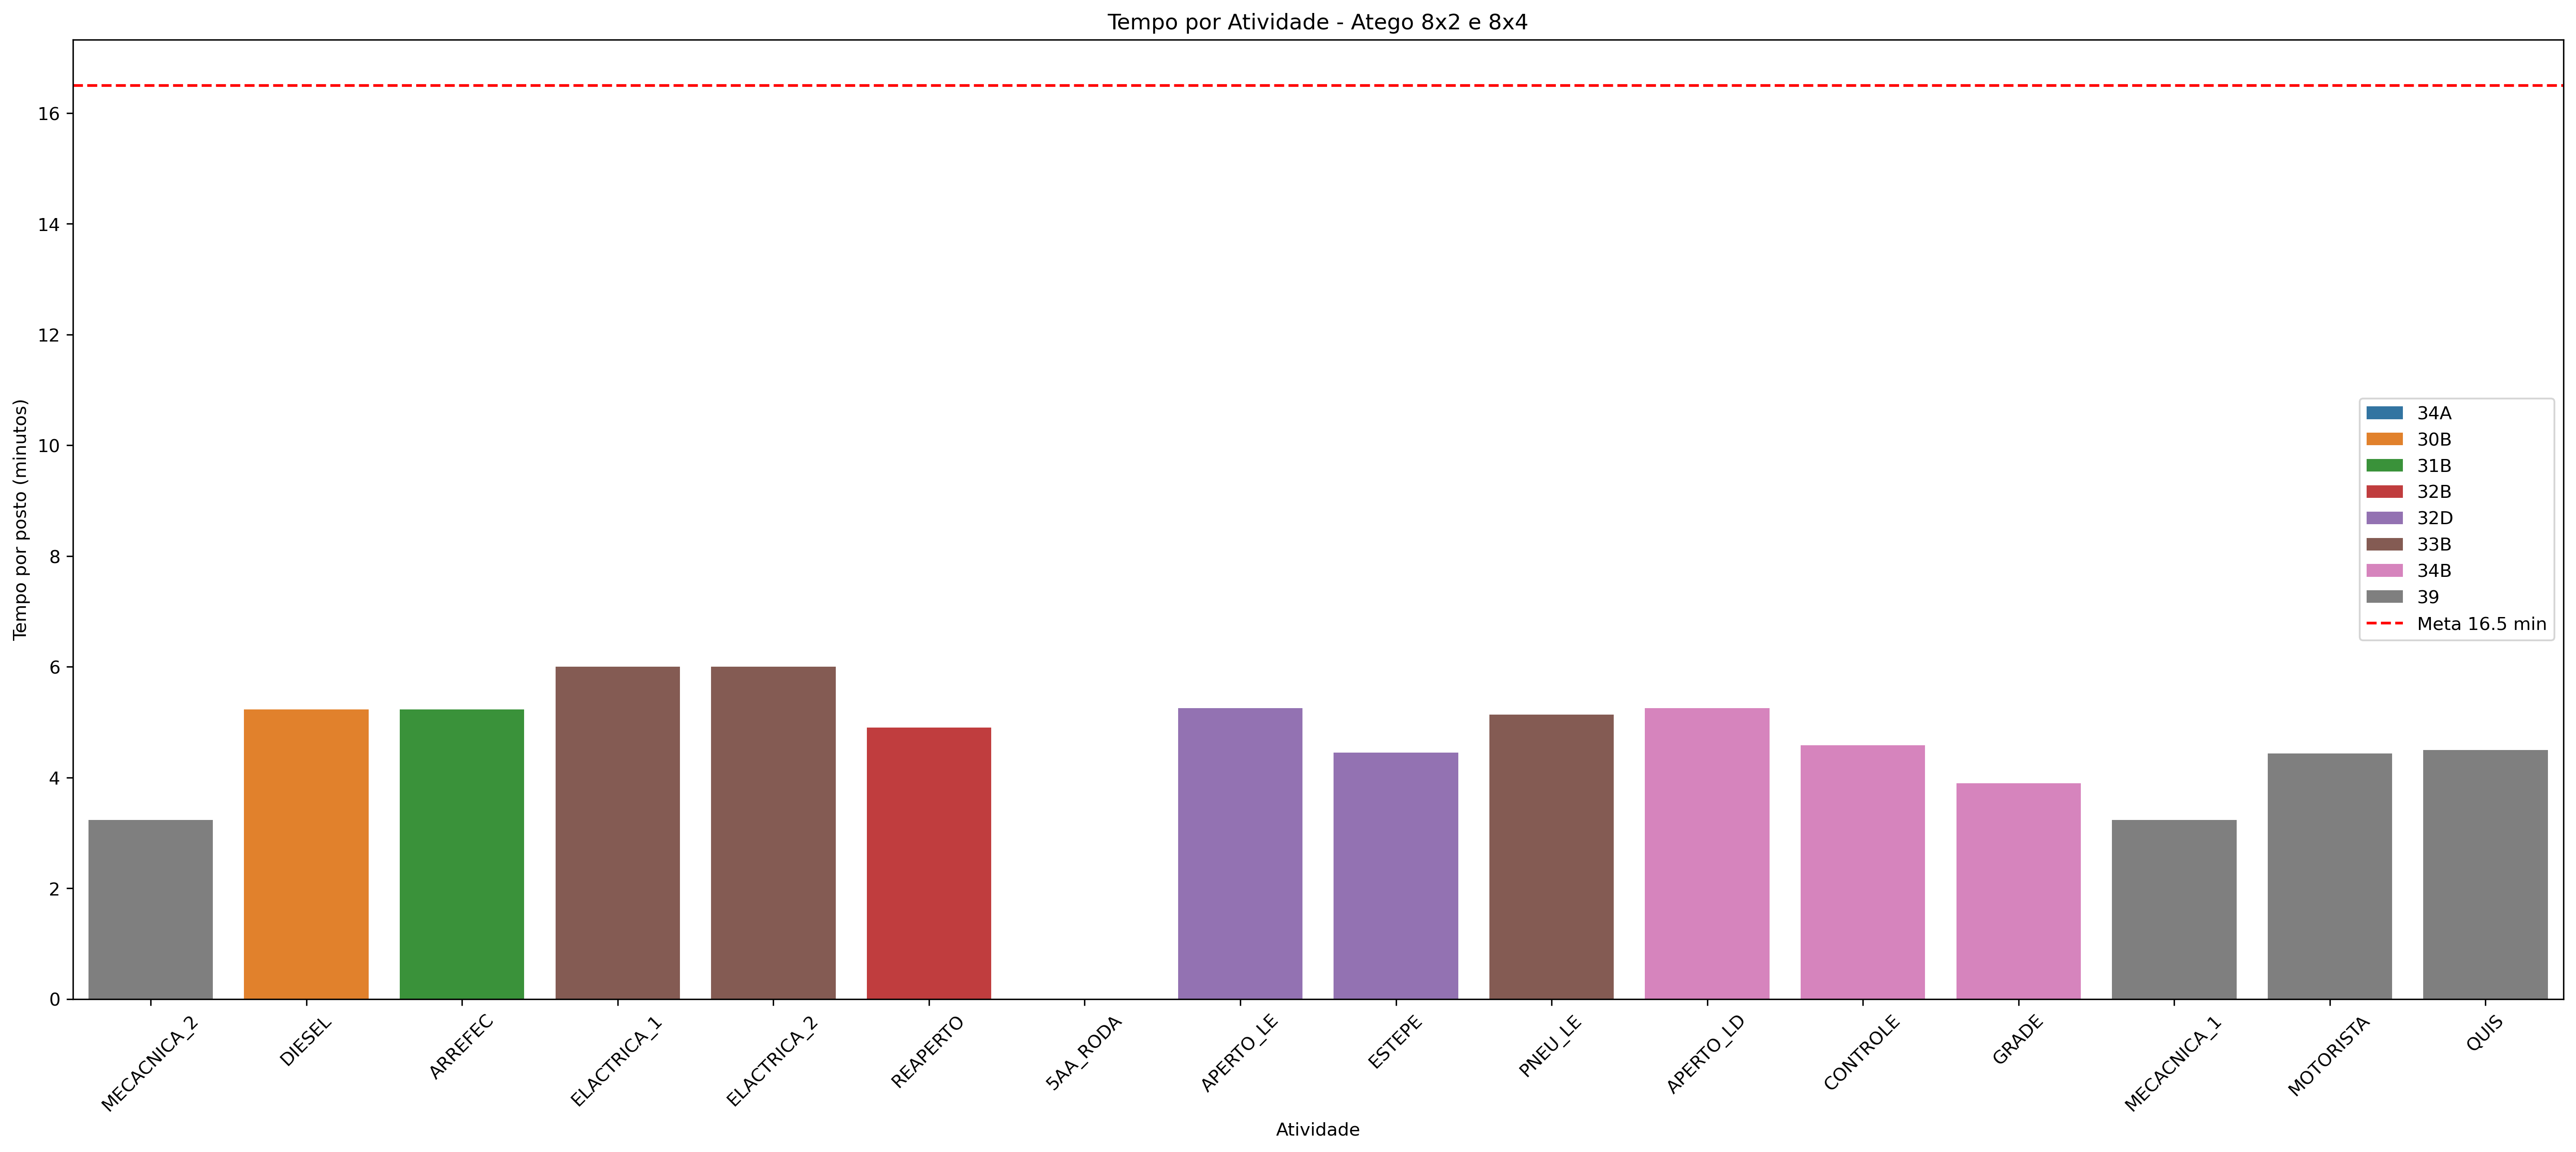 Tempo por Atividade - Atego 8x2 e 8x4
Tempo por posto (minutos)
16
14
12
10
8
6
4
2
0
34A
30B
31B
32B
32D
33B
34B
39
Meta 16.5 min
MECACNICA_2
DIESEL
ARREFEC
ELACTRICA_1
ELACTRICA_2
REAPERTO
5AA_RODA
APERTO_LE
ESTEPE
PNEU_LE
APERTO_LD
CONTROLE
GRADE
MECACNICA_1
MOTORISTA
QUIS
Atividade